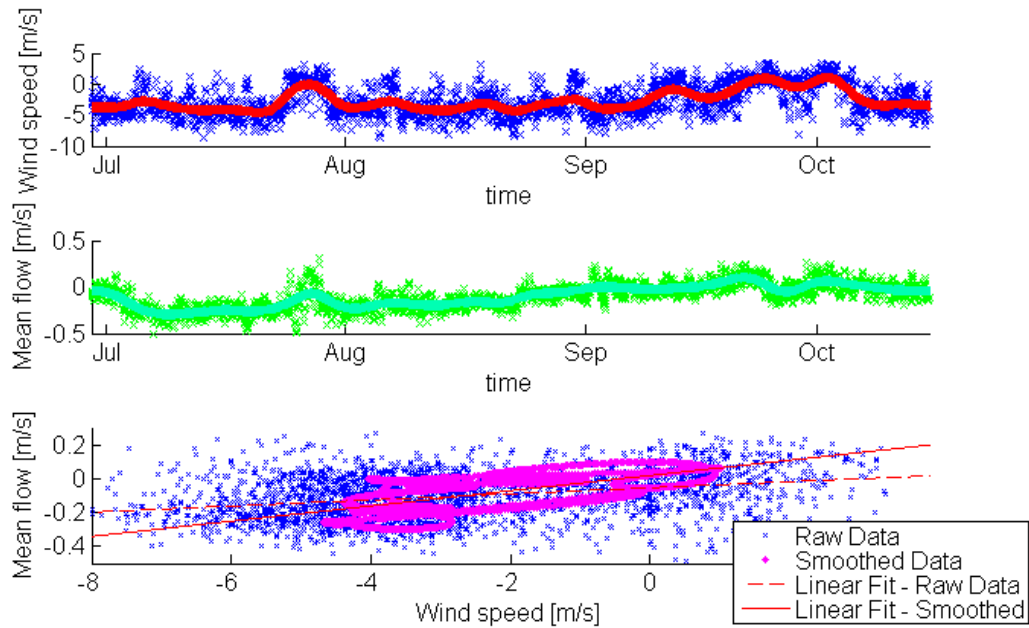 Wind speed [m/s]
5
0
-5
-10
Jul
Aug
Sep
Oct
time
Mean flow [m/s]
0.5
0
-0.5
Jul
Aug
Sep
Oct
time
Mean flow [m/s]
0.2
0
-0.2
-0.4
-8
-6
-4
-2
0
Wind speed [m/s]
Raw Data
Smoothed Data
Linear Fit - Raw Data
Linear Fit - Smoothed